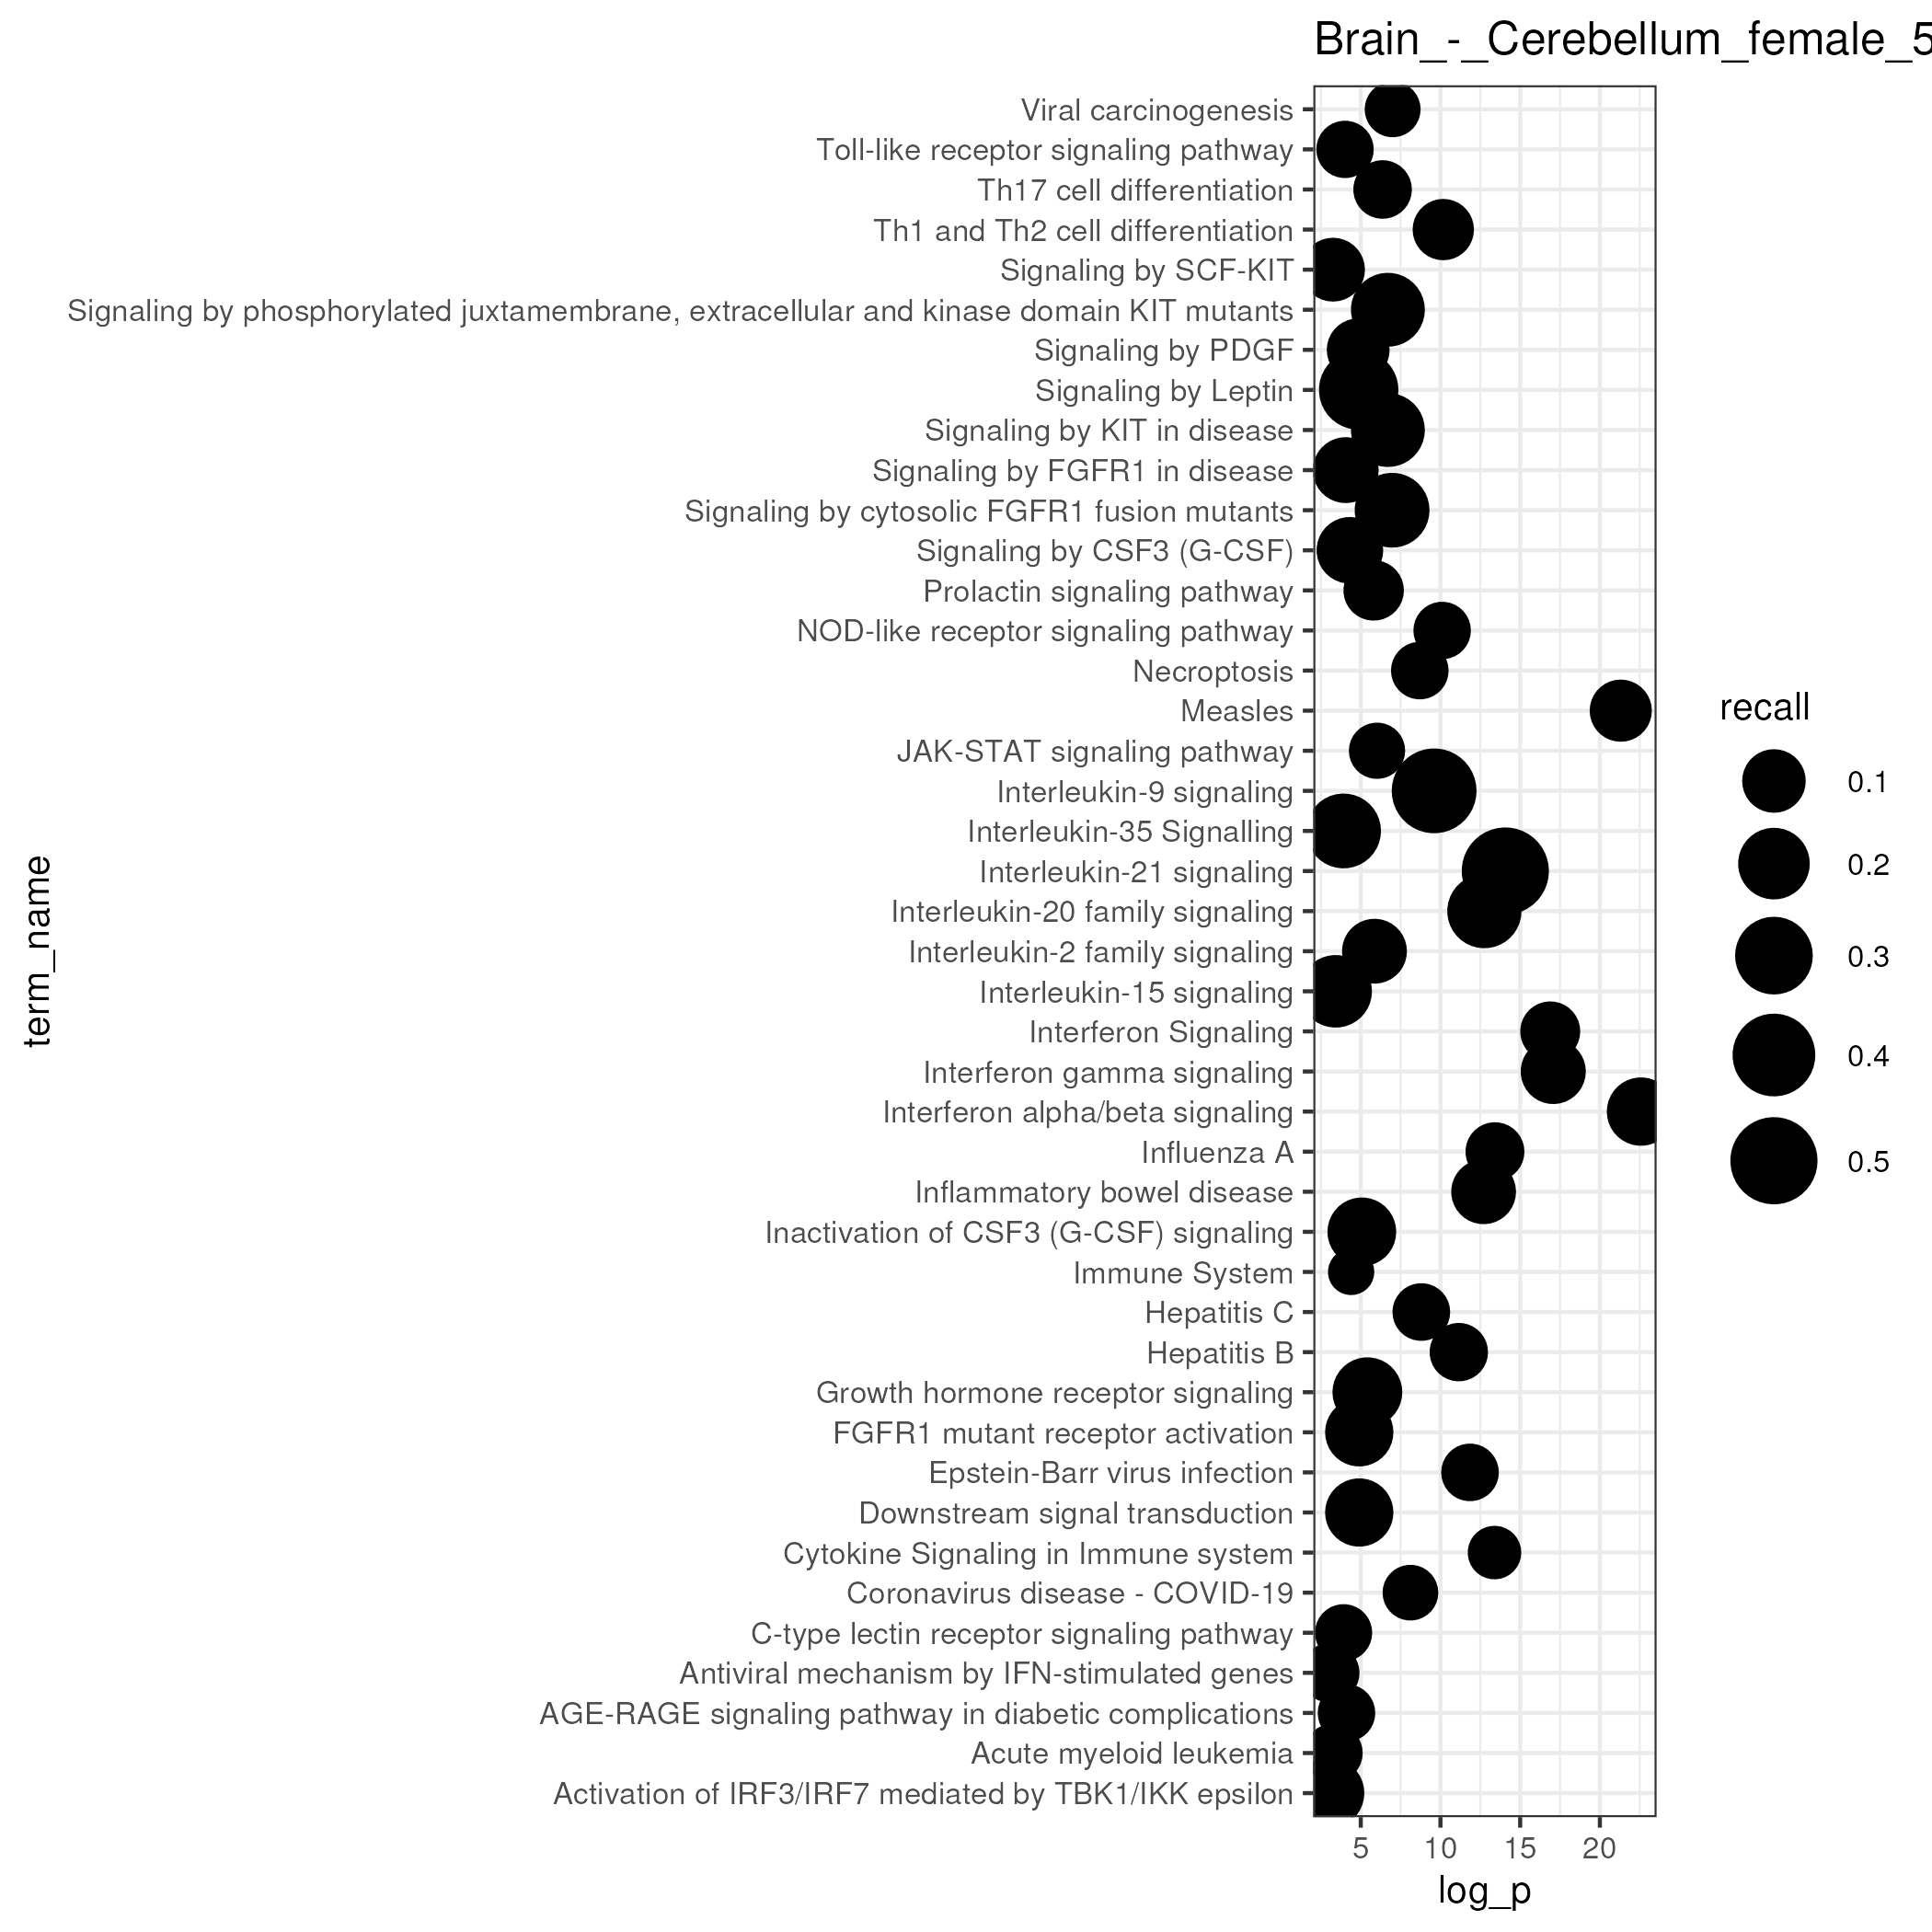 Brain_-_Cerebellum_female_5
Viral carcinogenesis
Toll-like receptor signaling pathway
Th17 cell differentiation
Th1 and Th2 cell differentiation
Signaling by SCF-KIT
Signaling by phosphorylated juxtamembrane, extracellular and kinase domain KIT mutants
Signaling by PDGF
Signaling by Leptin
Signaling by KIT in disease
Signaling by FGFR1 in disease
Signaling by cytosolic FGFR1 fusion mutants
Signaling by CSF3 (G-CSF)
Prolactin signaling pathway
NOD-like receptor signaling pathway
Necroptosis
Measles
JAK-STAT signaling pathway
Interleukin-9 signaling
Interleukin-35 Signalling
Interleukin-21 signaling
Interleukin-20 family signaling
Interleukin-2 family signaling
Interleukin-15 signaling
Interferon Signaling
Interferon gamma signaling
Interferon alpha/beta signaling
Influenza A
Inflammatory bowel disease
Inactivation of CSF3 (G-CSF) signaling
Immune System
Hepatitis C
Hepatitis B
Growth hormone receptor signaling
FGFR1 mutant receptor activation
Epstein-Barr virus infection
Downstream signal transduction
Cytokine Signaling in Immune system
Coronavirus disease - COVID-19
C-type lectin receptor signaling pathway
Antiviral mechanism by IFN-stimulated genes
AGE-RAGE signaling pathway in diabetic complications
Acute myeloid leukemia
Activation of IRF3/IRF7 mediated by TBK1/IKK epsilon
term_name
5 10 15 20
log_p
recall
0.1
0.2
0.3
0.4
0.5